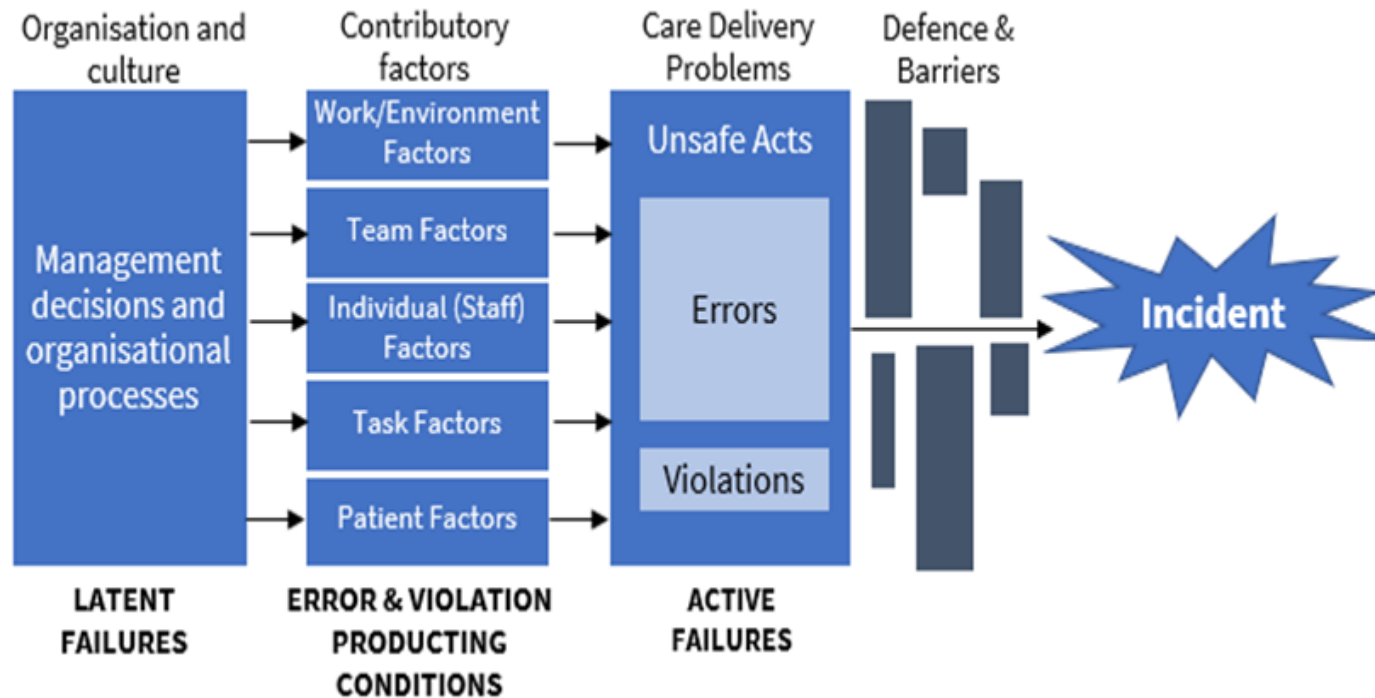 Organisation and
culture
Contributory
factors
Care Delivery
Problems
Defence &
Barriers
Management
decisions and
organisational
processes
Work/Environment
Factors
Team Factors
Individual (Staff)
Factors
Task Factors
Patient Factors
Unsafe Acts
Errors
Violations
Incident
LATENT
FAILURES
ERROR & VIOLATION
PRODUCTING
CONDITIONS
ACTIVE
FAILURES